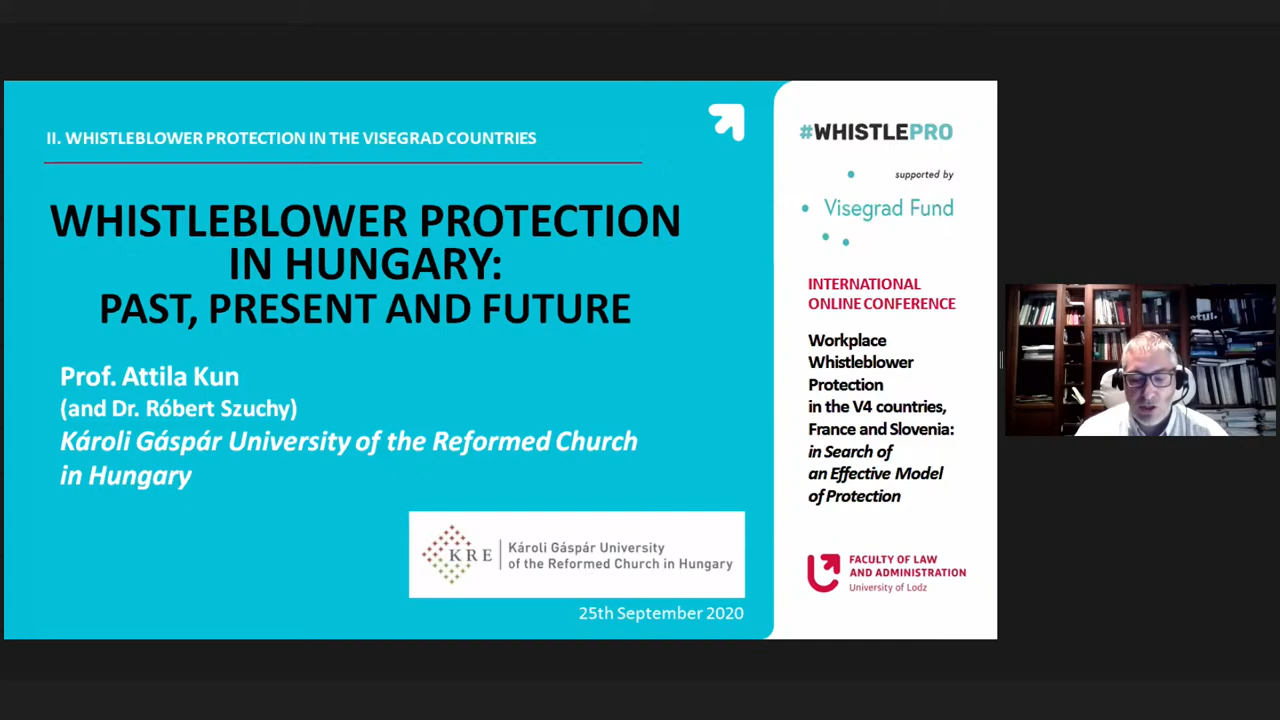 II. WHISTLEBLOWER PROTECTION IN THE VISEGRAD COUNTRIES
WHISTLEBLOWER PROTECTION
IN HUNGARY:
PAST, PRESENT AND FUTURE
Prof. Attila Kun
(and Dr. Róbert Szuchy)
Károli Gáspár University of the Reformed Church
in Hungary
KRE
Károli Gáspár University
of the Reformed Church in Hungary
25th September 2020
#WHISTLEPRO
supported by
Visegrad Fund
INTERNATIONAL
ONLINE CONFERENCE
Workplace
Whistleblower
Protection
in the V4 countries,
France and Slovenia:
in Search of
an Effective Model
of Protection
FACULTY OF LAW
AND ADMINISTRATION
University of Lodz